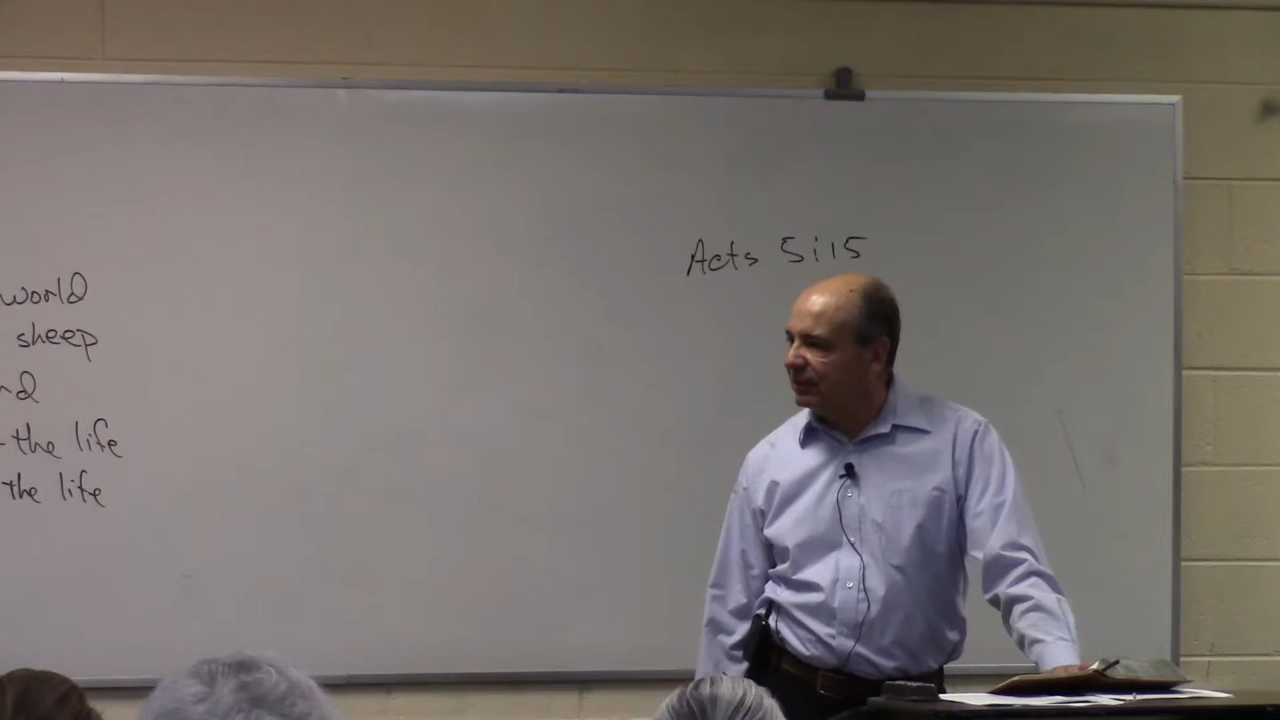 world
sheep
the life
the life
Acts 5:15